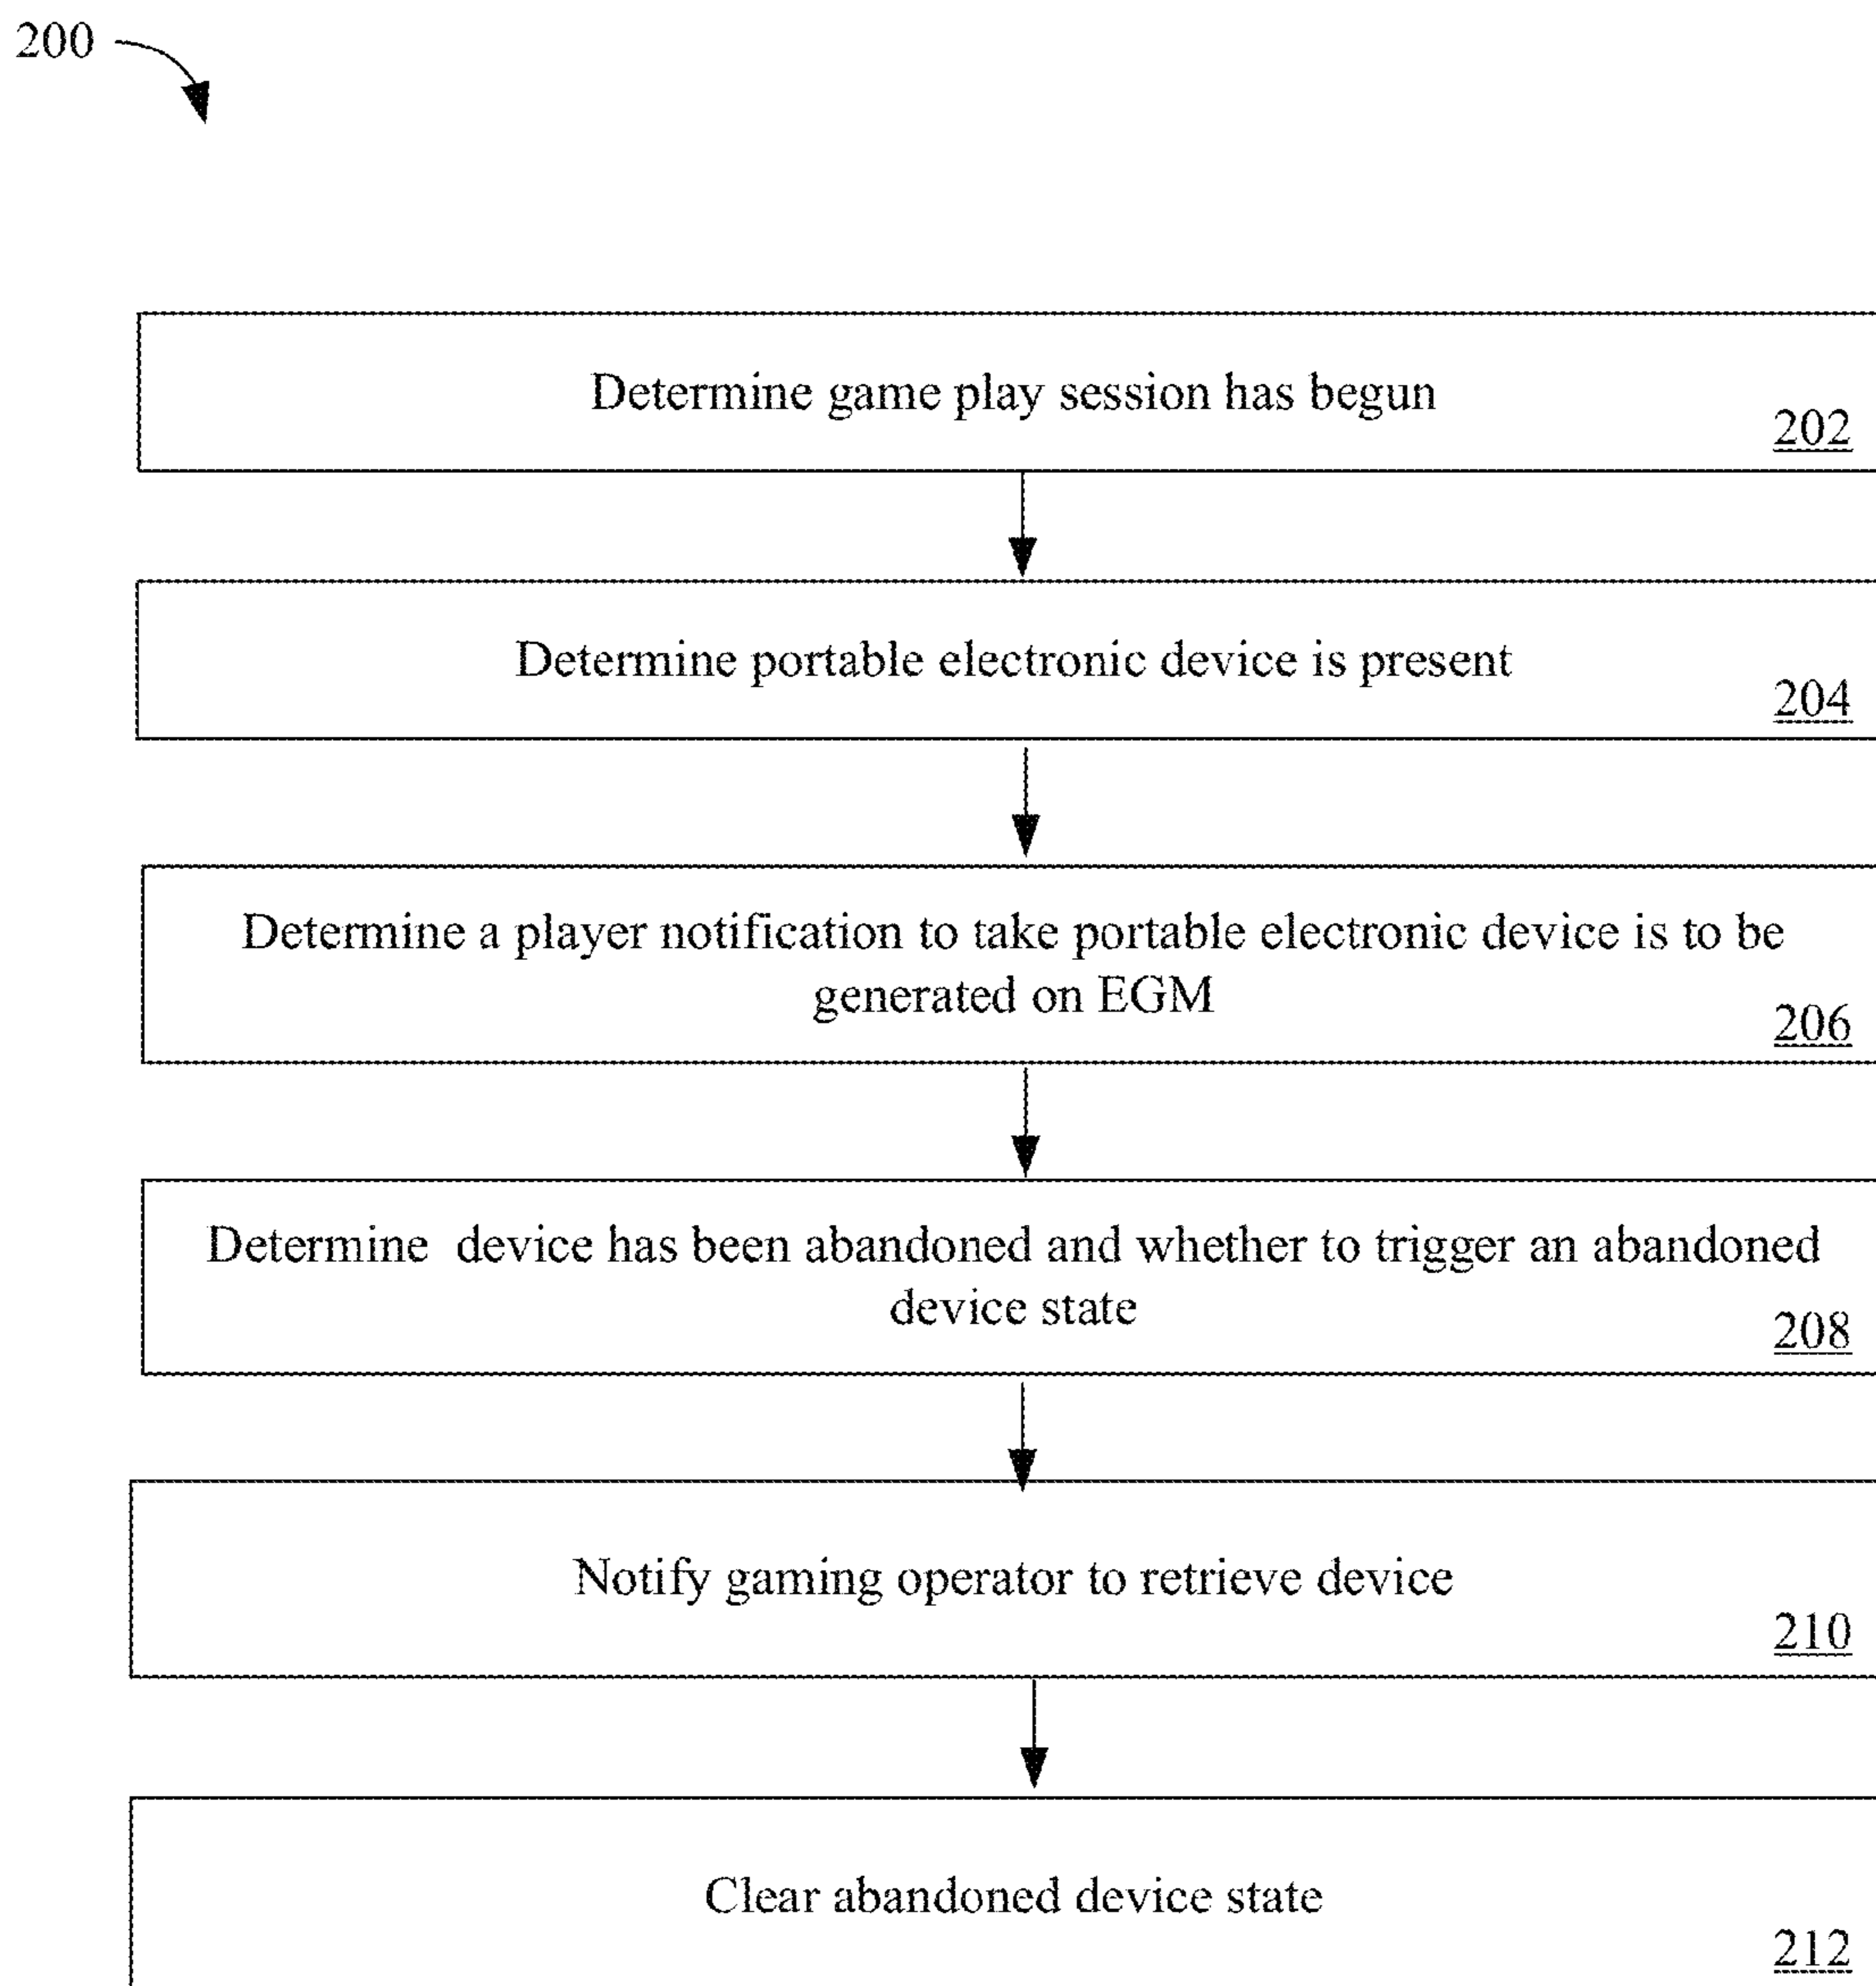 200
Determine game play session has begun
202
Determine portable electronic device is present
204
Determine a player notification to take portable electronic device is to be
generated on EGM
206
Determine device has been abandoned and whether to trigger an abandoned
device state
208
Notify gaming operator to retrieve device
210
Clear abandoned device state
212